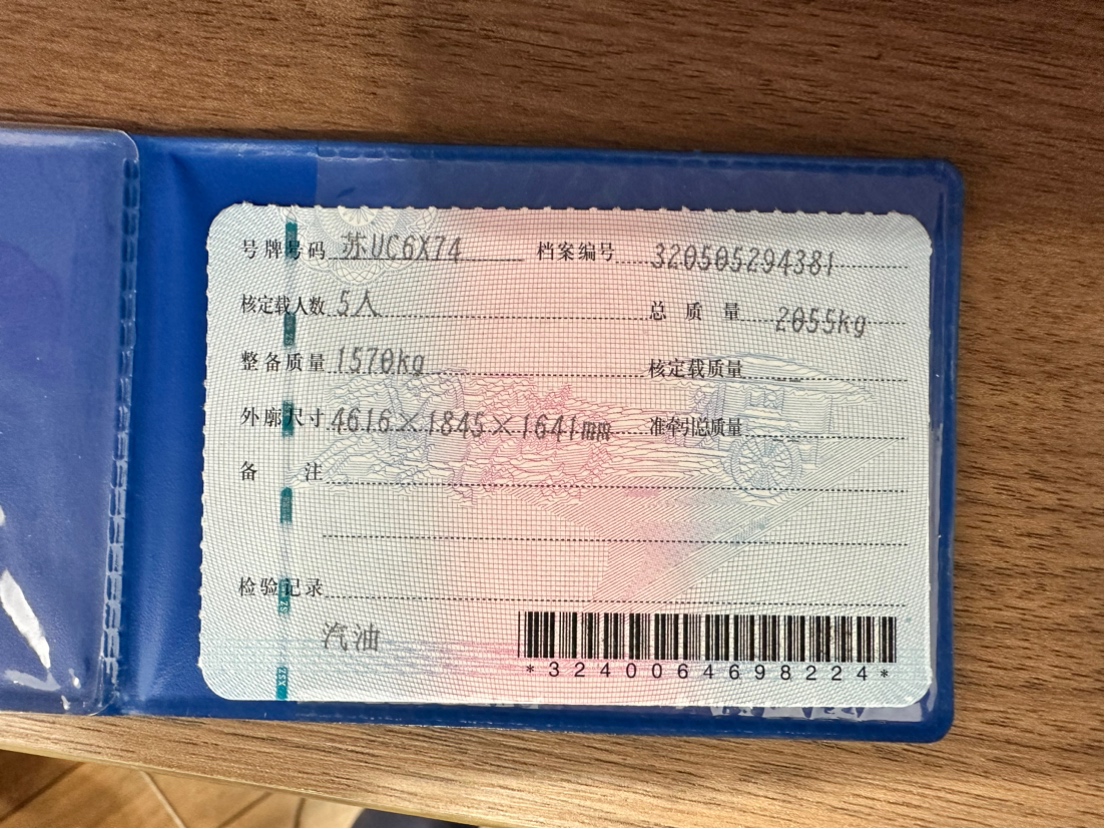 号牌号码 苏UC6X74 档案编号 320505294381
核定载人数 5人 总质量 2055kg
整备质量 1570kg 核定载质量
外廓尺寸 4616×1845×1641mm 准牵引总质量
备注
检验记录
汽油
*3240064698224*